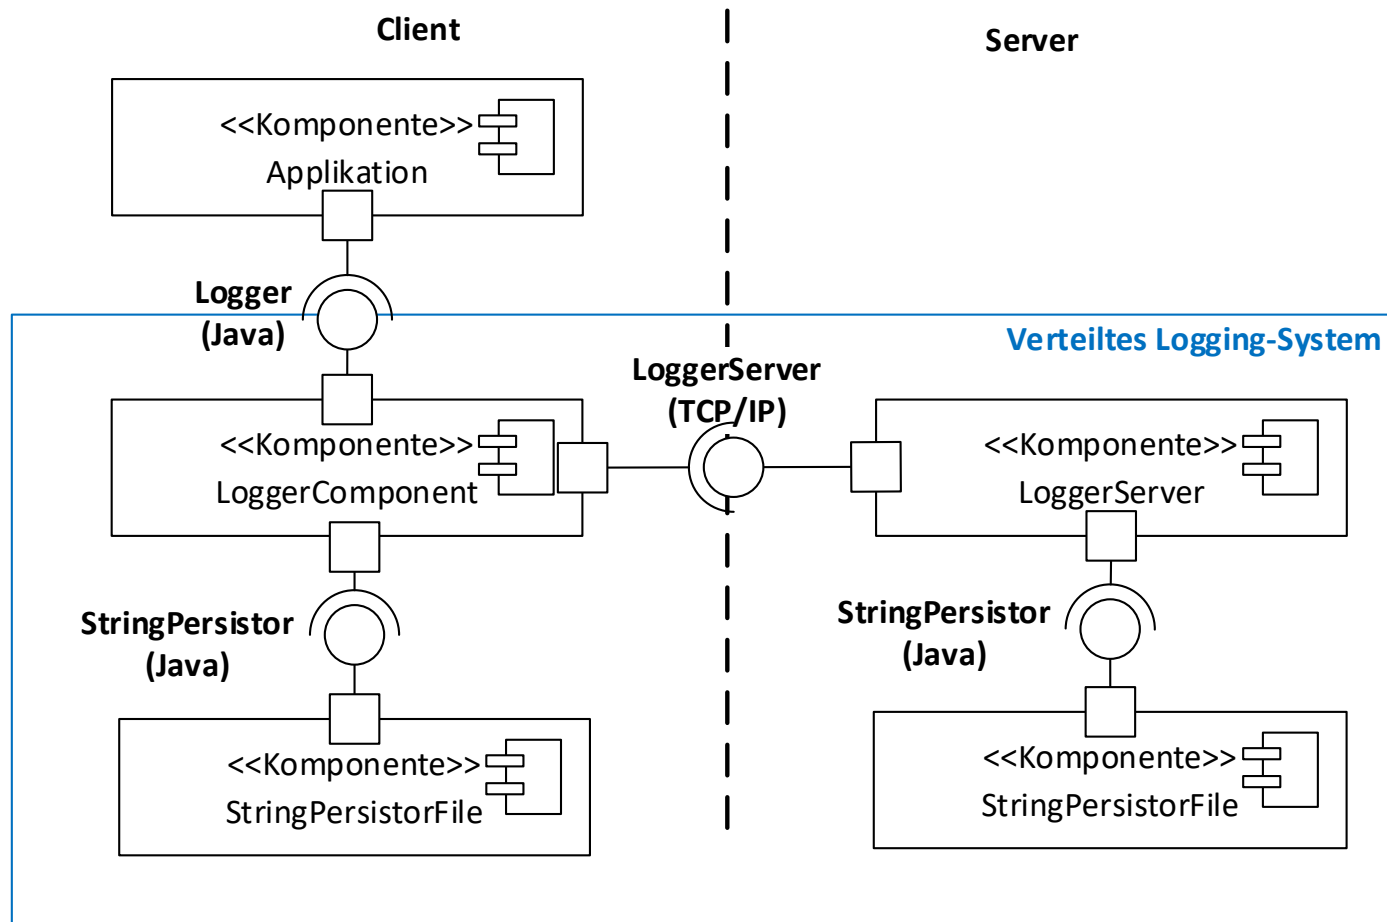 Client
Server
<<Komponente>>
Applikation
Logger
(Java)
Verteiltes Logging-System
LoggerServer
(TCP/IP)
<<Komponente>>
LoggerComponent
<<Komponente>>
LoggerServer
StringPersistor
(Java)
StringPersistor
(Java)
<<Komponente>>
StringPersistorFile
<<Komponente>>
StringPersistorFile